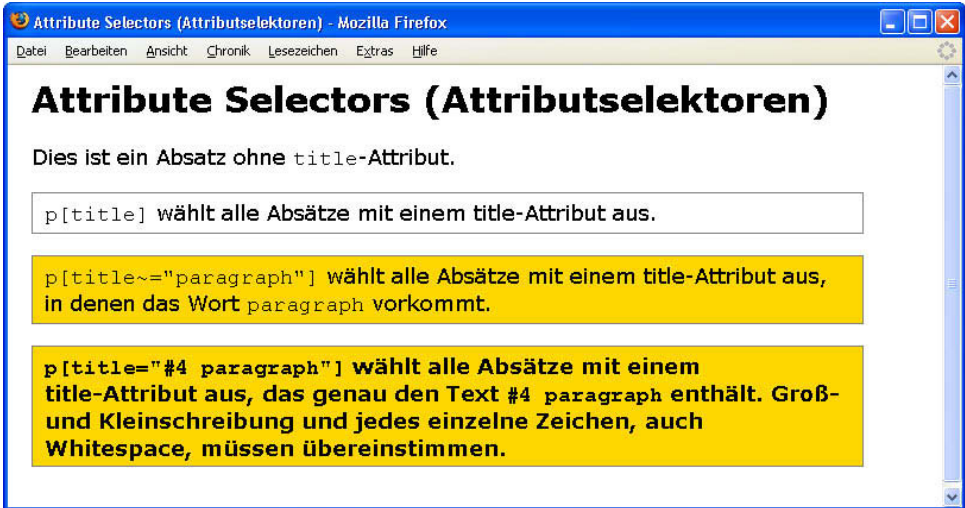 Attribute Selectors (Attributselektoren) - Mozilla Firefox
Datei Bearbeiten Ansicht Chronik Lesezeichen Extras Hilfe
Attribute Selectors (Attributselektoren)
Dies ist ein Absatz ohne title-Attribut.
p[title] wählt alle Absätze mit einem title-Attribut aus.
p[title~="paragraph"] wählt alle Absätze mit einem title-Attribut aus,
in denen das Wort paragraph vorkommt.
p[title="#4 paragraph"] wählt alle Absätze mit einem
title-Attribut aus, das genau den Text #4 paragraph enthält. Groß-
und Kleinschreibung und jedes einzelne Zeichen, auch
Whitespace, müssen übereinstimmen.